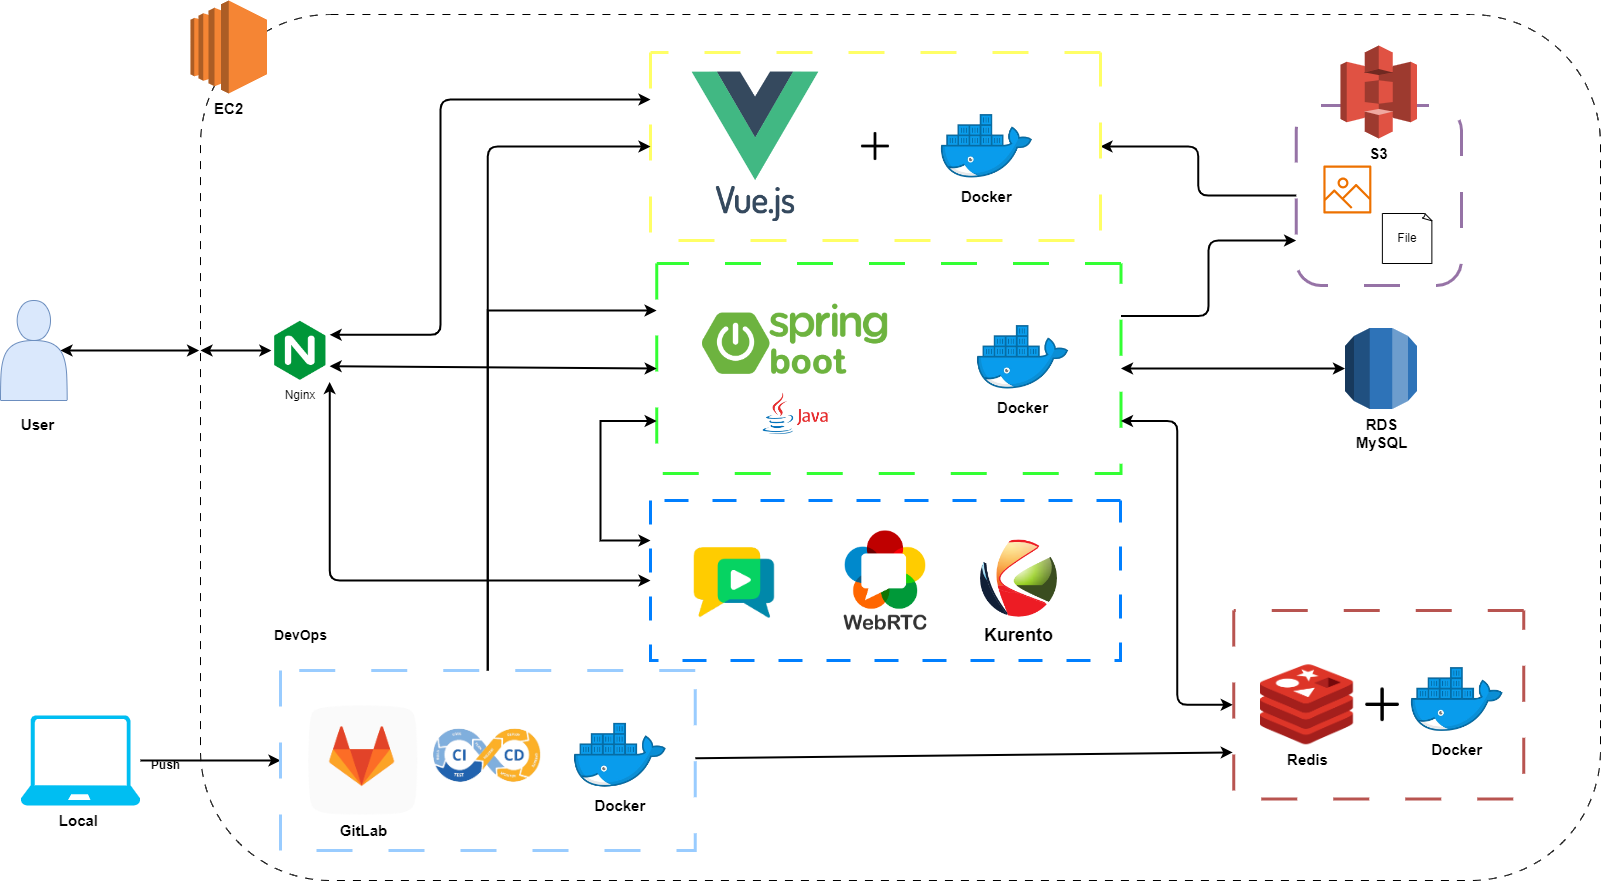 EC2
S3
Vue.js
Docker
File
spring
boot
Java
Docker
Nginx
User
RDS
MySQL
WebRTC
Kurento
DevOps
Push
Local
GitLab
CI
CD
TEST
Docker
Redis
Docker